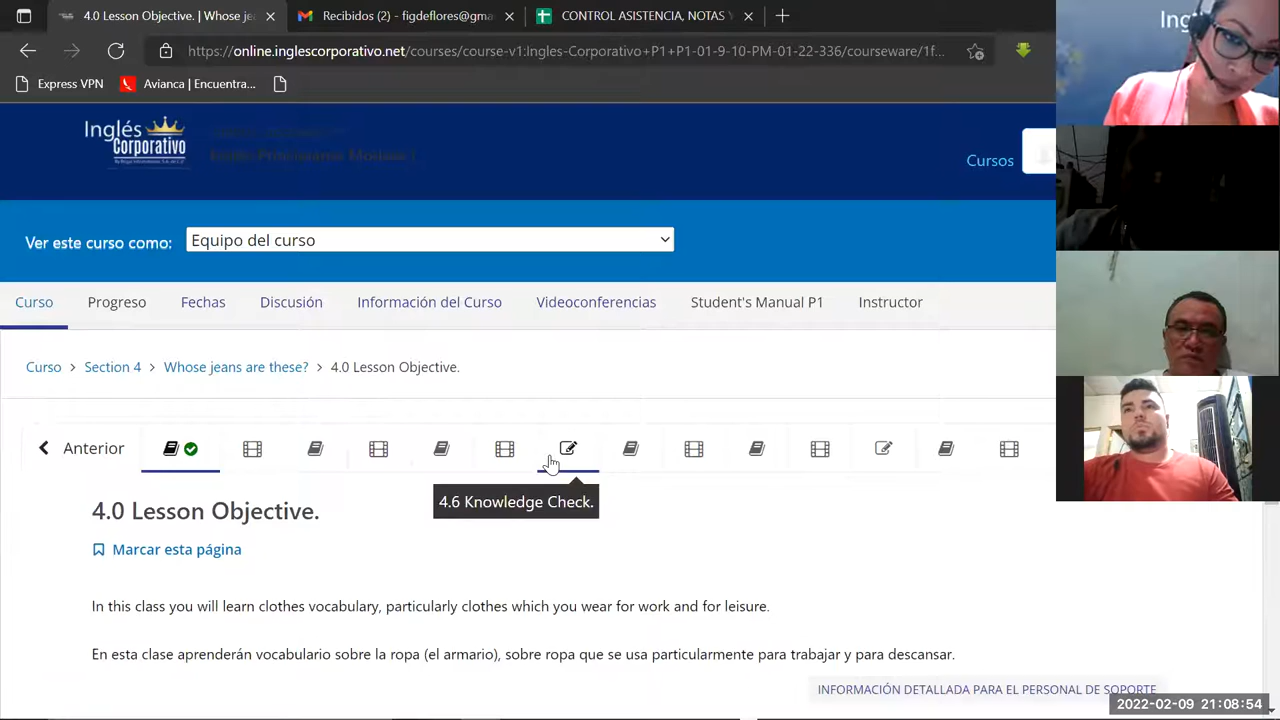 4.0 Lesson Objective. | Whose je
Recibidos (2) - figdeflores@gma
CONTROL ASISTENCIA, NOTAS Y
https://online.inglescorporativo.net/courses/course-v1:Ingles-Corporativo+P1+P1-01-9-10-PM-01-22-336/courseware/1f...
Express VPN
Avianca | Encuentra...
Inglés
Corporativo
Cursos
Ver este curso como:
Equipo del curso
Curso
Progreso
Fechas
Discusión
Información del Curso
Videoconferencias
Student's Manual P1
Instructor
Curso > Section 4 > Whose jeans are these? > 4.0 Lesson Objective.
Anterior
4.6 Knowledge Check.
4.0 Lesson Objective.
Marcar esta página
In this class you will learn clothes vocabulary, particularly clothes which you wear for work and for leisure.
En esta clase aprenderán vocabulario sobre la ropa (el armario), sobre ropa que se usa particularmente para trabajar y para descansar.
INFORMACIÓN DETALLADA PARA EL PERSONAL DE SOPORTE
2022-02-09 21:08:54